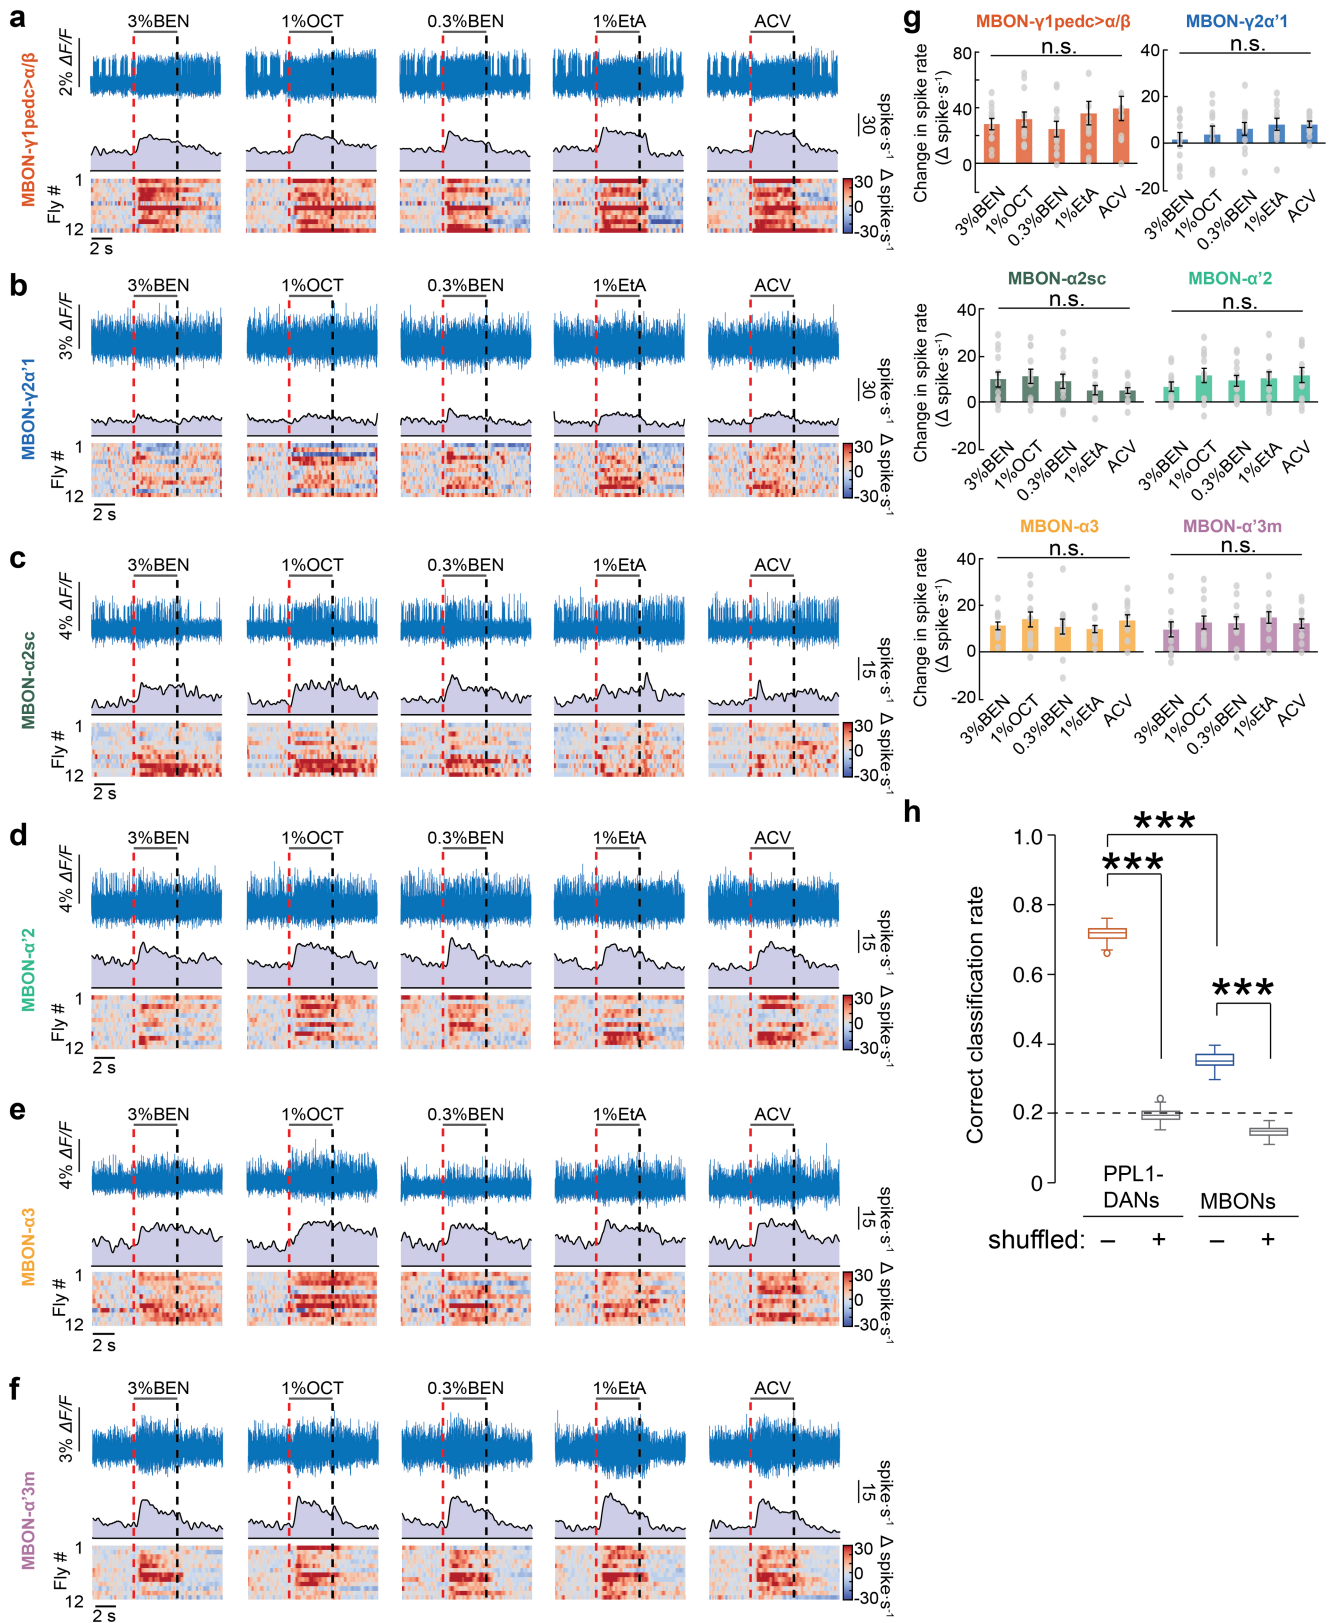 a
3%BEN 1%OCT 0.3%BEN 1%EtA ACV
2% ΔF/F
MBON-γ1pedc>α/β
30
spike·s⁻¹
Fly #
1
12
2 s
30
0
-30
Δ spike·s⁻¹
b
3%BEN 1%OCT 0.3%BEN 1%EtA ACV
3% ΔF/F
MBON-γ2α'1
30
spike·s⁻¹
Fly #
1
12
2 s
30
0
-30
Δ spike·s⁻¹
c
3%BEN 1%OCT 0.3%BEN 1%EtA ACV
4% ΔF/F
MBON-α2sc
15
spike·s⁻¹
Fly #
1
12
2 s
30
0
-30
Δ spike·s⁻¹
d
3%BEN 1%OCT 0.3%BEN 1%EtA ACV
4% ΔF/F
MBON-α'2
15
spike·s⁻¹
Fly #
1
12
2 s
30
0
-30
Δ spike·s⁻¹
e
3%BEN 1%OCT 0.3%BEN 1%EtA ACV
4% ΔF/F
MBON-α3
15
spike·s⁻¹
Fly #
1
12
2 s
30
0
-30
Δ spike·s⁻¹
f
3%BEN 1%OCT 0.3%BEN 1%EtA ACV
3% ΔF/F
MBON-α'3m
15
spike·s⁻¹
Fly #
1
12
2 s
30
0
-30
Δ spike·s⁻¹
g
MBON-γ1pedc>α/β
n.s.
Change in spike rate
(Δ spike·s⁻¹)
80
40
0
3%BEN 1%OCT 0.3%BEN 1%EtA ACV
MBON-γ2α'1
n.s.
40
20
0
-20
3%BEN 1%OCT 0.3%BEN 1%EtA ACV
MBON-α2sc
n.s.
Change in spike rate
(Δ spike·s⁻¹)
40
20
0
-20
3%BEN 1%OCT 0.3%BEN 1%EtA ACV
MBON-α'2
n.s.
3%BEN 1%OCT 0.3%BEN 1%EtA ACV
MBON-α3
n.s.
Change in spike rate
(Δ spike·s⁻¹)
40
20
0
-20
3%BEN 1%OCT 0.3%BEN 1%EtA ACV
MBON-α'3m
n.s.
3%BEN 1%OCT 0.3%BEN 1%EtA ACV
h
Correct classification rate
1.0
0.8
0.6
0.4
0.2
0
***
***
***
PPL1-
DANs
MBONs
shuffled: – + – +